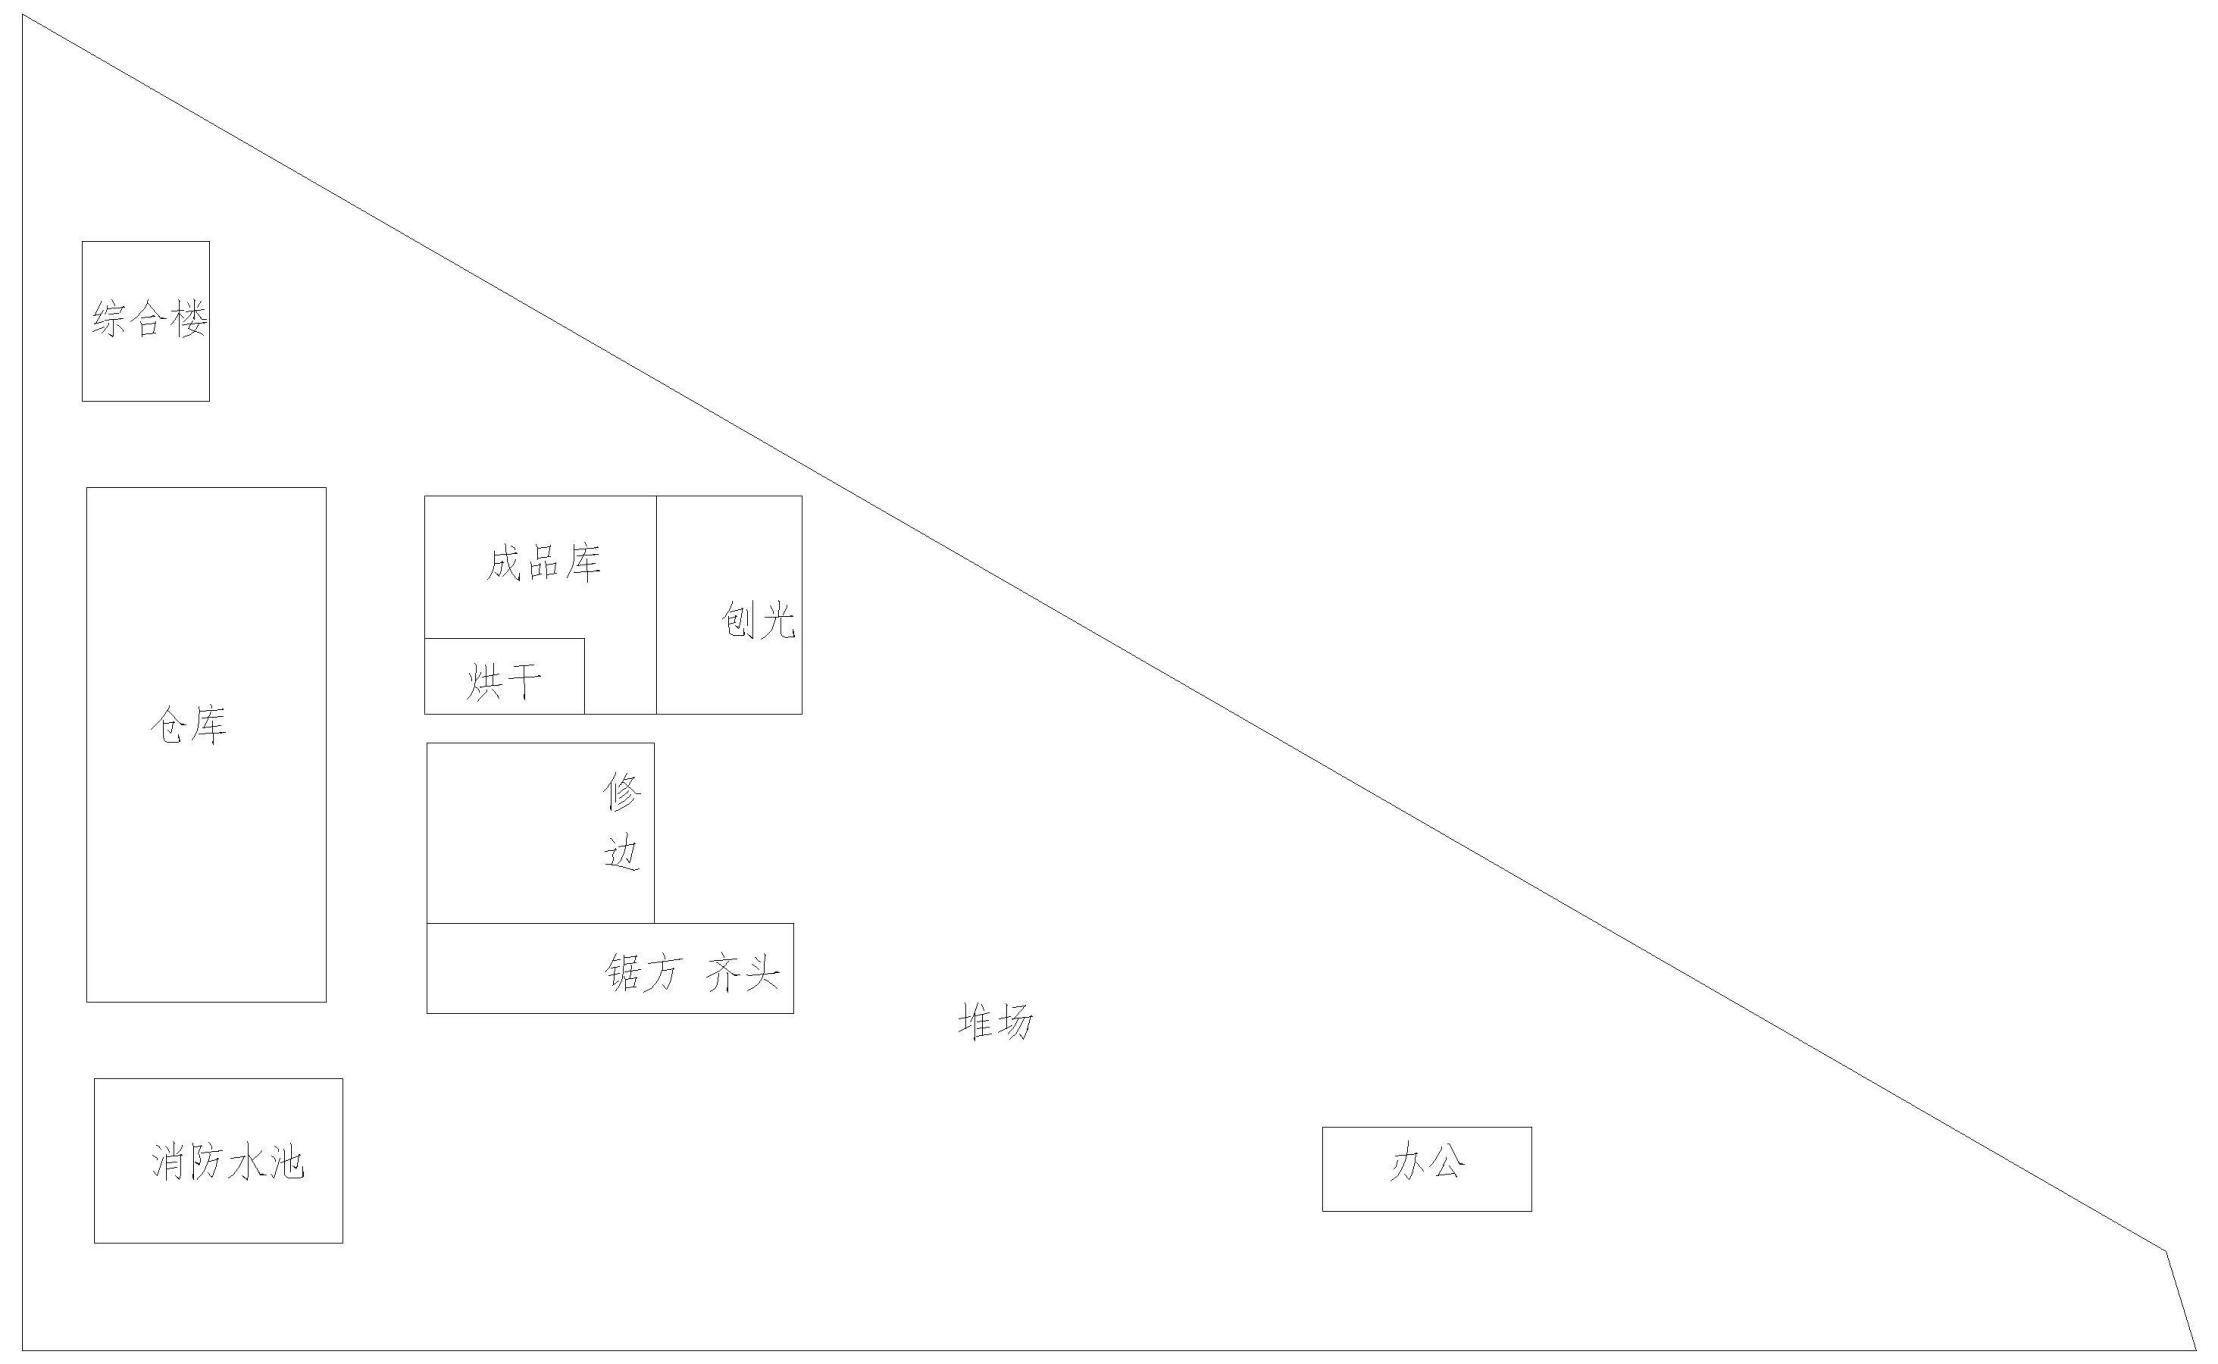 综合楼
成品库
刨光
烘干
仓库
修
边
锯方 齐头
堆场
消防水池
办公